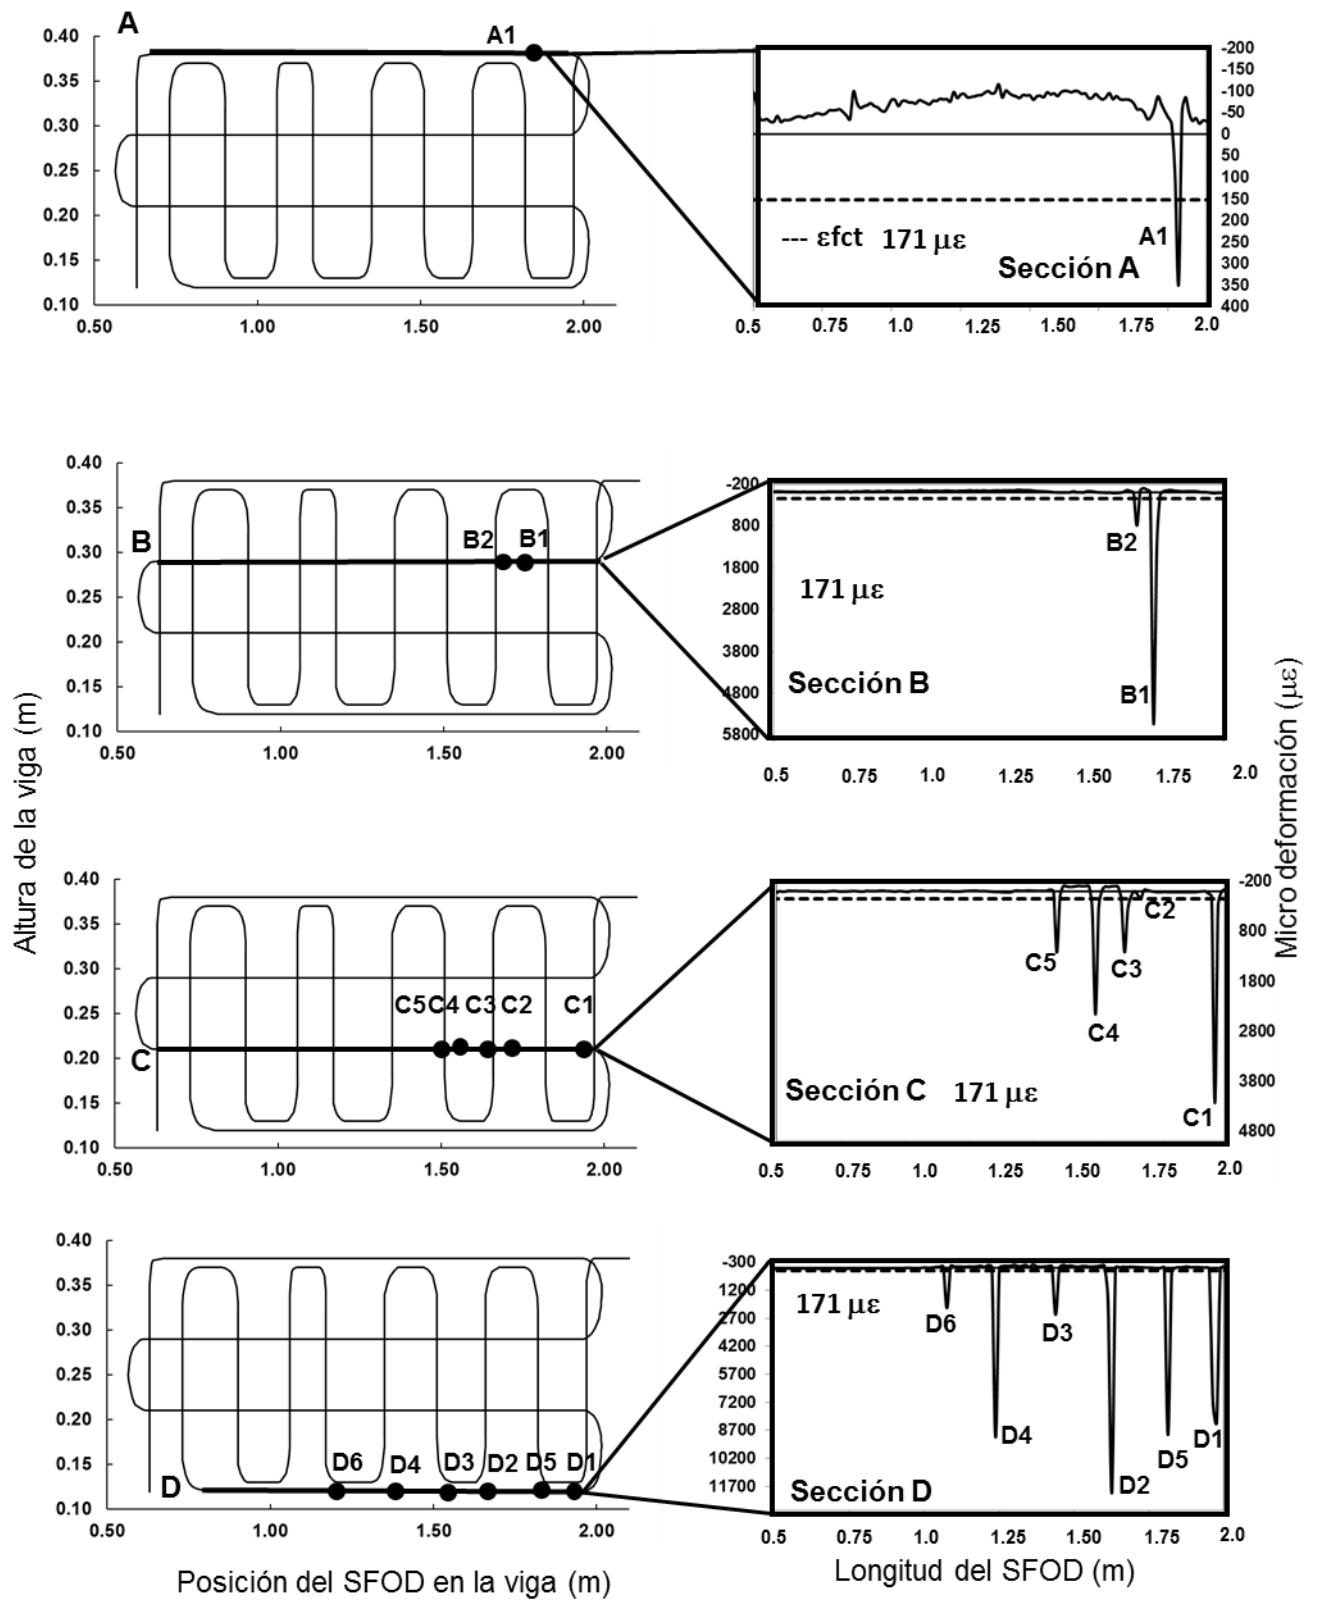 A
A1
0.40
0.35
0.30
0.25
0.20
0.15
0.10
0.50 1.00 1.50 2.00
-200
-150
-100
-50
0
50
100
150
200
250
300
350
400
--- εfct 171 με
A1
Sección A
0.5 0.75 1.0 1.25 1.50 1.75 2.0
0.40
0.35
0.30
0.25
0.20
0.15
0.10
B
B2 B1
0.50 1.00 1.50 2.00
-200
800
1800
2800
3800
4800
5800
B2
171 με
Sección B
B1
0.5 0.75 1.0 1.25 1.50 1.75 2.0
Altura de la viga (m)
Micro deformación (με)
0.40
0.35
0.30
0.25
0.20
0.15
0.10
C5 C4 C3 C2 C1
C
0.50 1.00 1.50 2.00
-200
800
1800
2800
3800
4800
C2
C5 C3
C4
Sección C 171 με
C1
0.5 0.75 1.0 1.25 1.50 1.75 2.0
0.40
0.35
0.30
0.25
0.20
0.15
0.10
D6 D4 D3 D2 D5 D1
D
0.50 1.00 1.50 2.00
-300
1200
2700
4200
5700
7200
8700
10200
11700
171 με
D6 D3
D4 D1
D5
D2
Sección D
0.5 0.75 1.0 1.25 1.50 1.75 2.0
Posición del SFOD en la viga (m)
Longitud del SFOD (m)